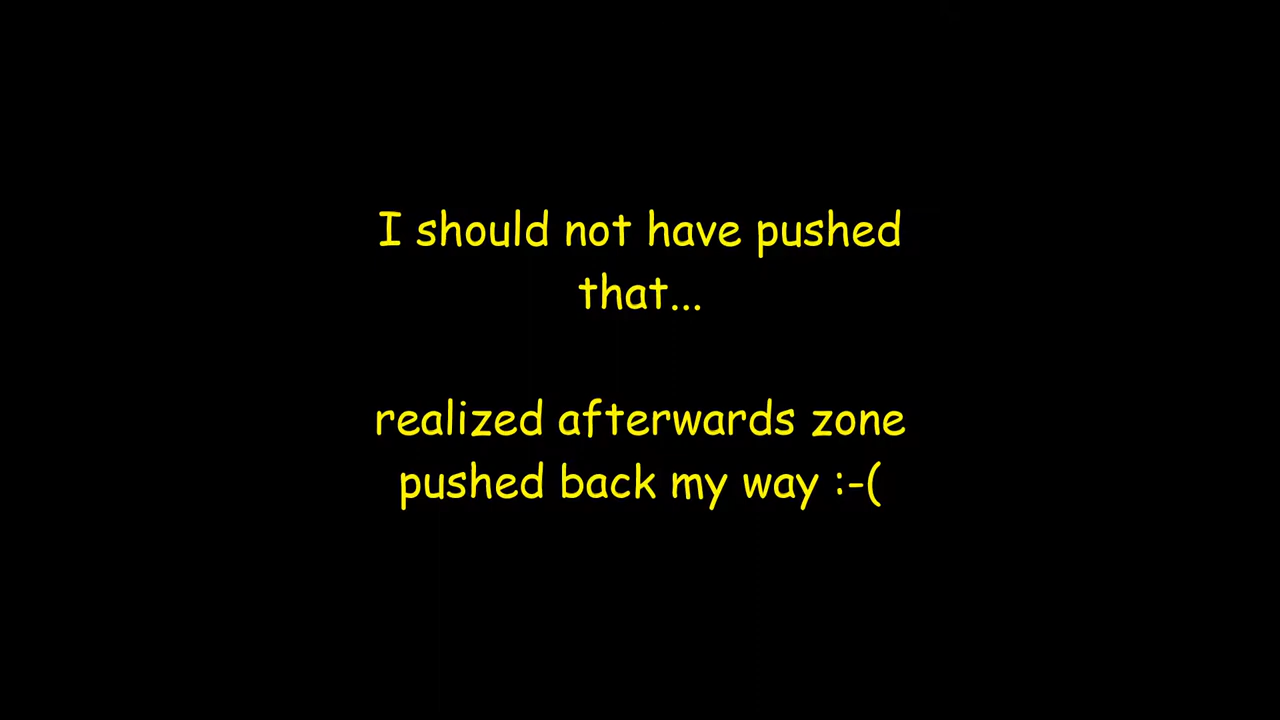 I should not have pushed
that...
realized afterwards zone
pushed back my way :-(